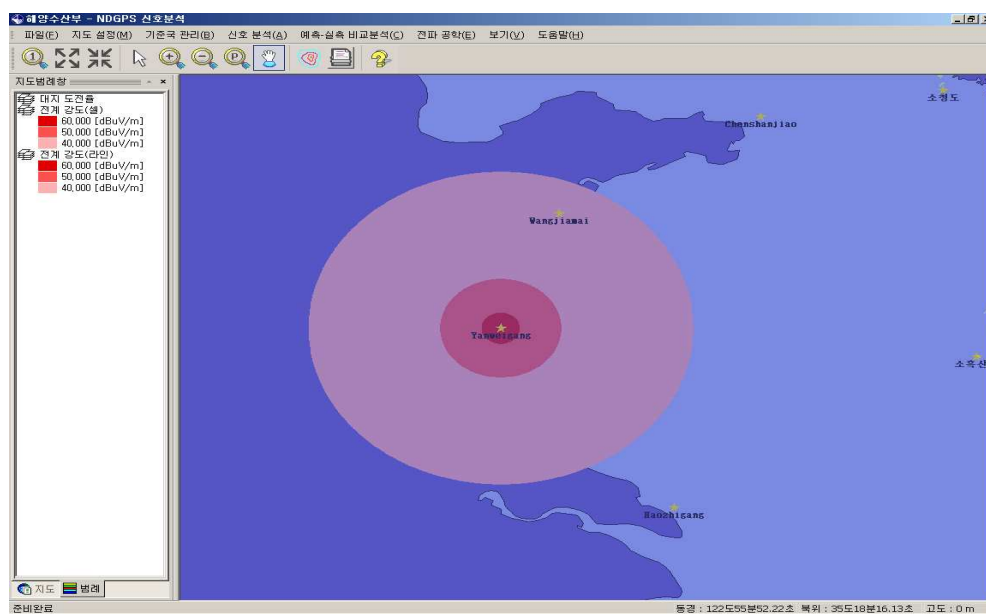 해양수산부 - NDGPS 신호분석
파일(F) 지도 설정(M) 기준국 관리(B) 신호 분석(A) 예측-실측 비교분석(C) 전파 공학(E) 보기(V) 도움말(H)
지도범례창
대지 도전율
전계 강도(셀)
60,000 [dBuV/m]
50,000 [dBuV/m]
40,000 [dBuV/m]
전계 강도(라인)
60,000 [dBuV/m]
50,000 [dBuV/m]
40,000 [dBuV/m]
소청도
Chenshanjiao
Wangjiamai
Yanweigang
소흑산
Haozhigang
지도 범례
준비완료
동경 : 122도55분52.22초 북위 : 35도18분16.13초 고도 : 0 m